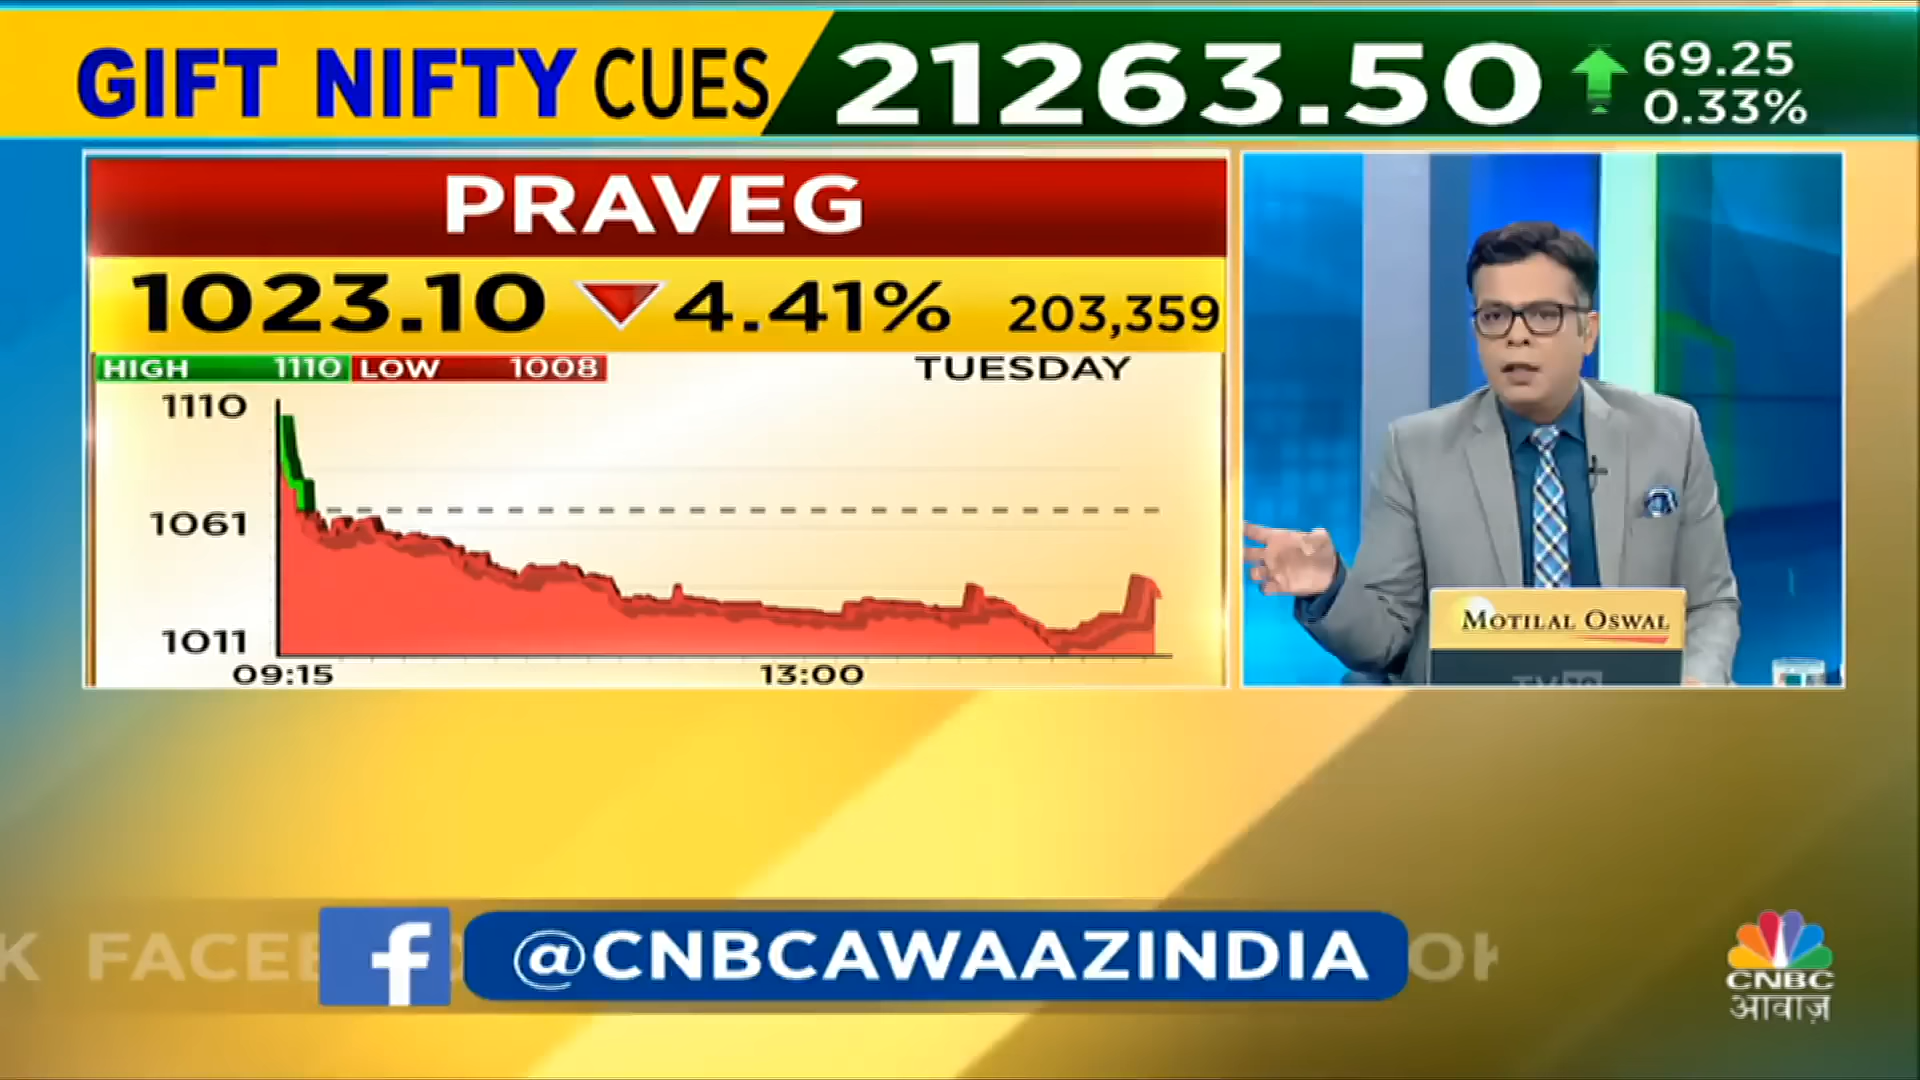 GIFT NIFTY CUES 21263.50 69.25
0.33%
PRAVEG
1023.10 4.41% 203,359
HIGH 1110 LOW 1008 TUESDAY
1110
1061
1011
09:15 13:00
MOTILAL OSWAL
K FACEB @CNBCAWAAZINDIA OK
CNBC
आवाज़